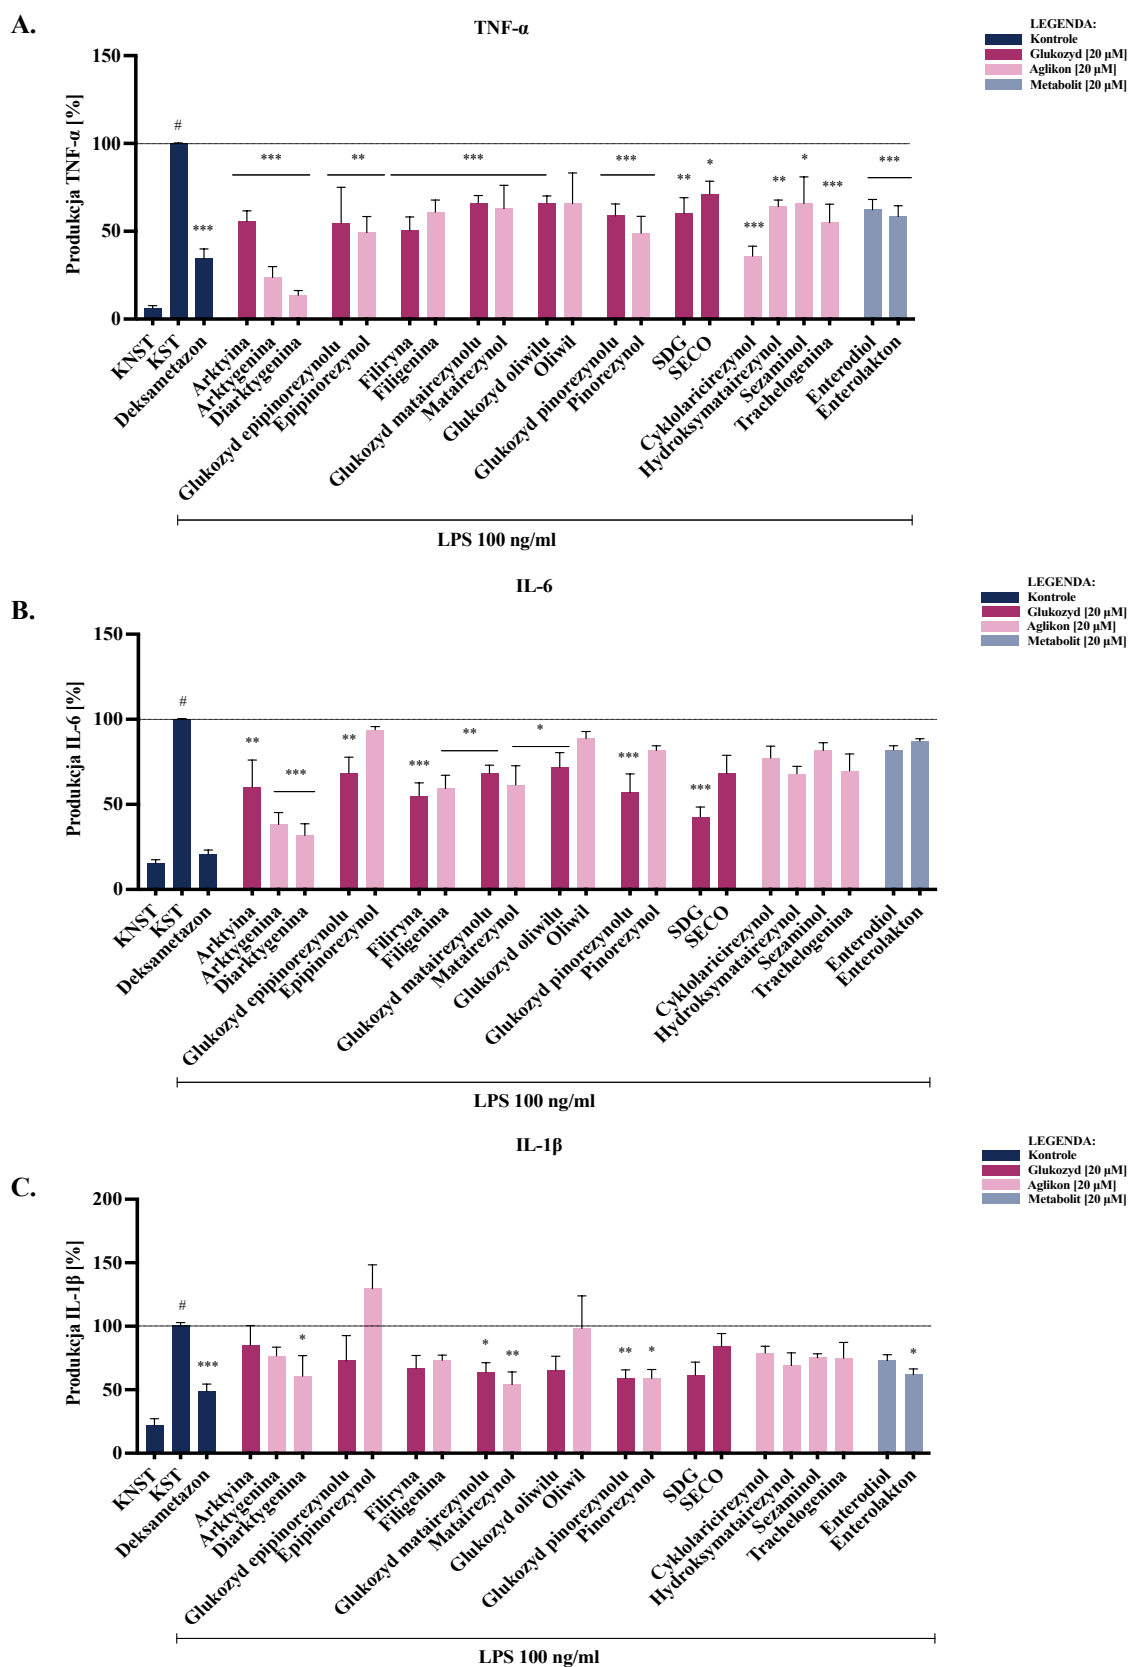 A.
TNF-α
LEGENDA:
Kontrole
Glukozyd [20 μM]
Aglikon [20 μM]
Metabolit [20 μM]
Produkcja TNF-α [%]
150
100
50
0
#
***
***
**
***
***
**
*
***
**
*
***
***
KNST
KST
Deksametazon
Arktyina
Arktygenina
Diarktygenina
Glukozyd epipinorezynolu
Epipinorezynol
Filiryna
Filigenina
Glukozyd matairezynolu
Matairezynol
Glukozyd oliwilu
Oliwil
Glukozyd pinorezynolu
Pinorezynol
SDG
SECO
Cyklolaricirezynol
Hydroksymatairezynol
Sezaminol
Trachelogenina
Enterodiol
Enterolakton
LPS 100 ng/ml
B.
IL-6
LEGENDA:
Kontrole
Glukozyd [20 μM]
Aglikon [20 μM]
Metabolit [20 μM]
Produkcja IL-6 [%]
150
100
50
0
#
**
***
**
***
**
*
***
***
KNST
KST
Deksametazon
Arktyina
Arktygenina
Diarktygenina
Glukozyd epipinorezynolu
Epipinorezynol
Filiryna
Filigenina
Glukozyd matairezynolu
Matairezynol
Glukozyd oliwilu
Oliwil
Glukozyd pinorezynolu
Pinorezynol
SDG
SECO
Cyklolaricirezynol
Hydroksymatairezynol
Sezaminol
Trachelogenina
Enterodiol
Enterolakton
LPS 100 ng/ml
C.
IL-1β
LEGENDA:
Kontrole
Glukozyd [20 μM]
Aglikon [20 μM]
Metabolit [20 μM]
Produkcja IL-1β [%]
200
150
100
50
0
#
***
*
*
**
**
*
*
KNST
KST
Deksametazon
Arktyina
Arktygenina
Diarktygenina
Glukozyd epipinorezynolu
Epipinorezynol
Filiryna
Filigenina
Glukozyd matairezynolu
Matairezynol
Glukozyd oliwilu
Oliwil
Glukozyd pinorezynolu
Pinorezynol
SDG
SECO
Cyklolaricirezynol
Hydroksymatairezynol
Sezaminol
Trachelogenina
Enterodiol
Enterolakton
LPS 100 ng/ml